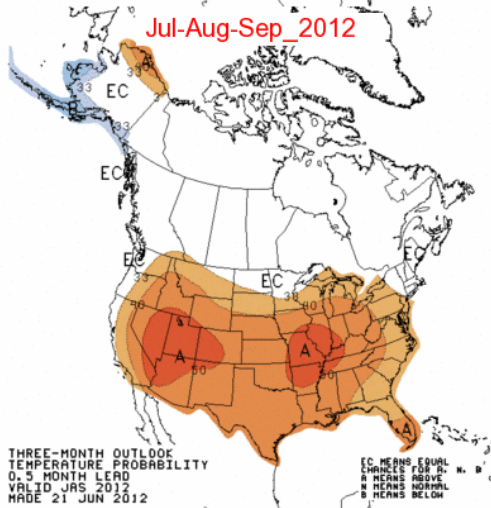 Jul-Aug-Sep_2012
A
33
33
EC
33
EC
EC
EC
EC
33
33
40
40
A
A
50
50
A
THREE-MONTH OUTLOOK
TEMPERATURE PROBABILITY
0.5 MONTH LEAD
VALID JAS 2012
MADE 21 JUN 2012
EC MEANS EQUAL
CHANCES FOR A, N, B
A MEANS ABOVE
N MEANS NORMAL
B MEANS BELOW